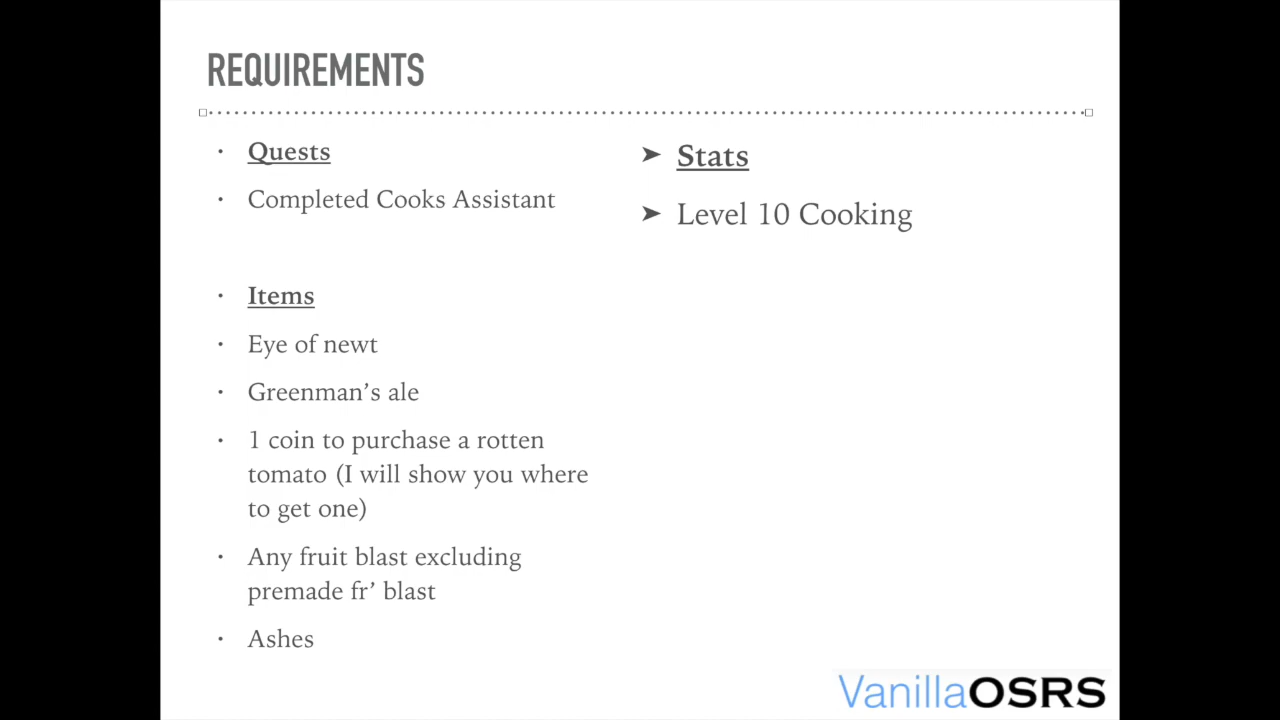 REQUIREMENTS
Quests
Completed Cooks Assistant
Items
Eye of newt
Greenman’s ale
1 coin to purchase a rotten
tomato (I will show you where
to get one)
Any fruit blast excluding
premade fr’ blast
Ashes
Stats
Level 10 Cooking
VanillaOSRS